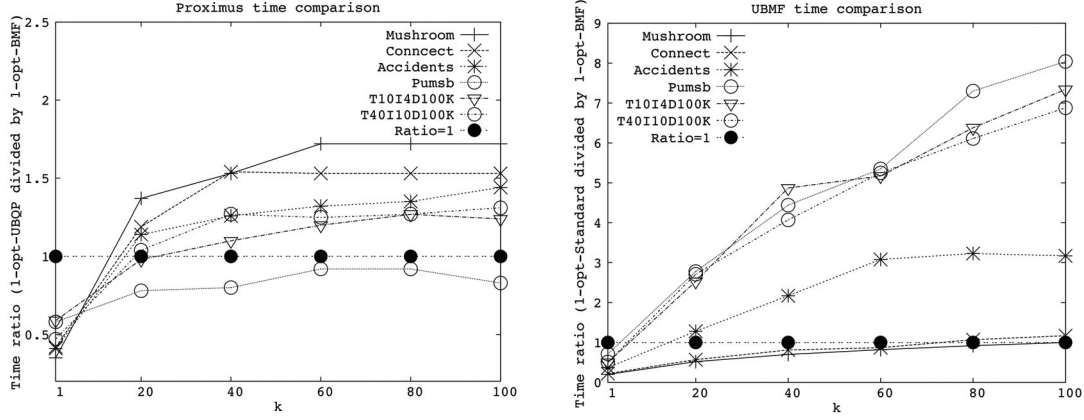 Proximus time comparison
Time ratio (1-opt-UBQP divided by 1-opt-BMF)
2.5
2
1.5
1
0.5
Mushroom
Conncect
Accidents
Pumsb
T10I4D100K
T40I10D100K
Ratio=1
1 20 40 60 80 100
k
UBMF time comparison
Time ratio (1-opt-Standard divided by 1-opt-BMF)
9
8
7
6
5
4
3
2
1
0
Mushroom
Connect
Accidents
Pumsb
T10I4D100K
T40I10D100K
Ratio=1
1 20 40 60 80 100
k